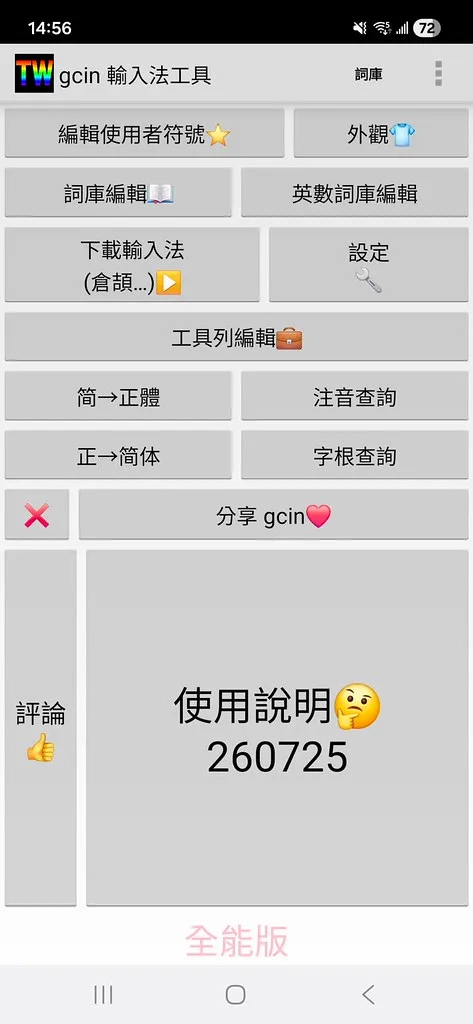 14:56
72
TW gcin 輸入法工具
詞庫
編輯使用者符號⭐
外觀👕
詞庫編輯📖
英數詞庫編輯
下載輸入法
(倉頡...)▶️
設定
🔧
工具列編輯💼
简→正體
注音查詢
正→简体
字根查詢
❌
分享 gcin❤️
評論
👍
使用說明🤔
260725
全能版